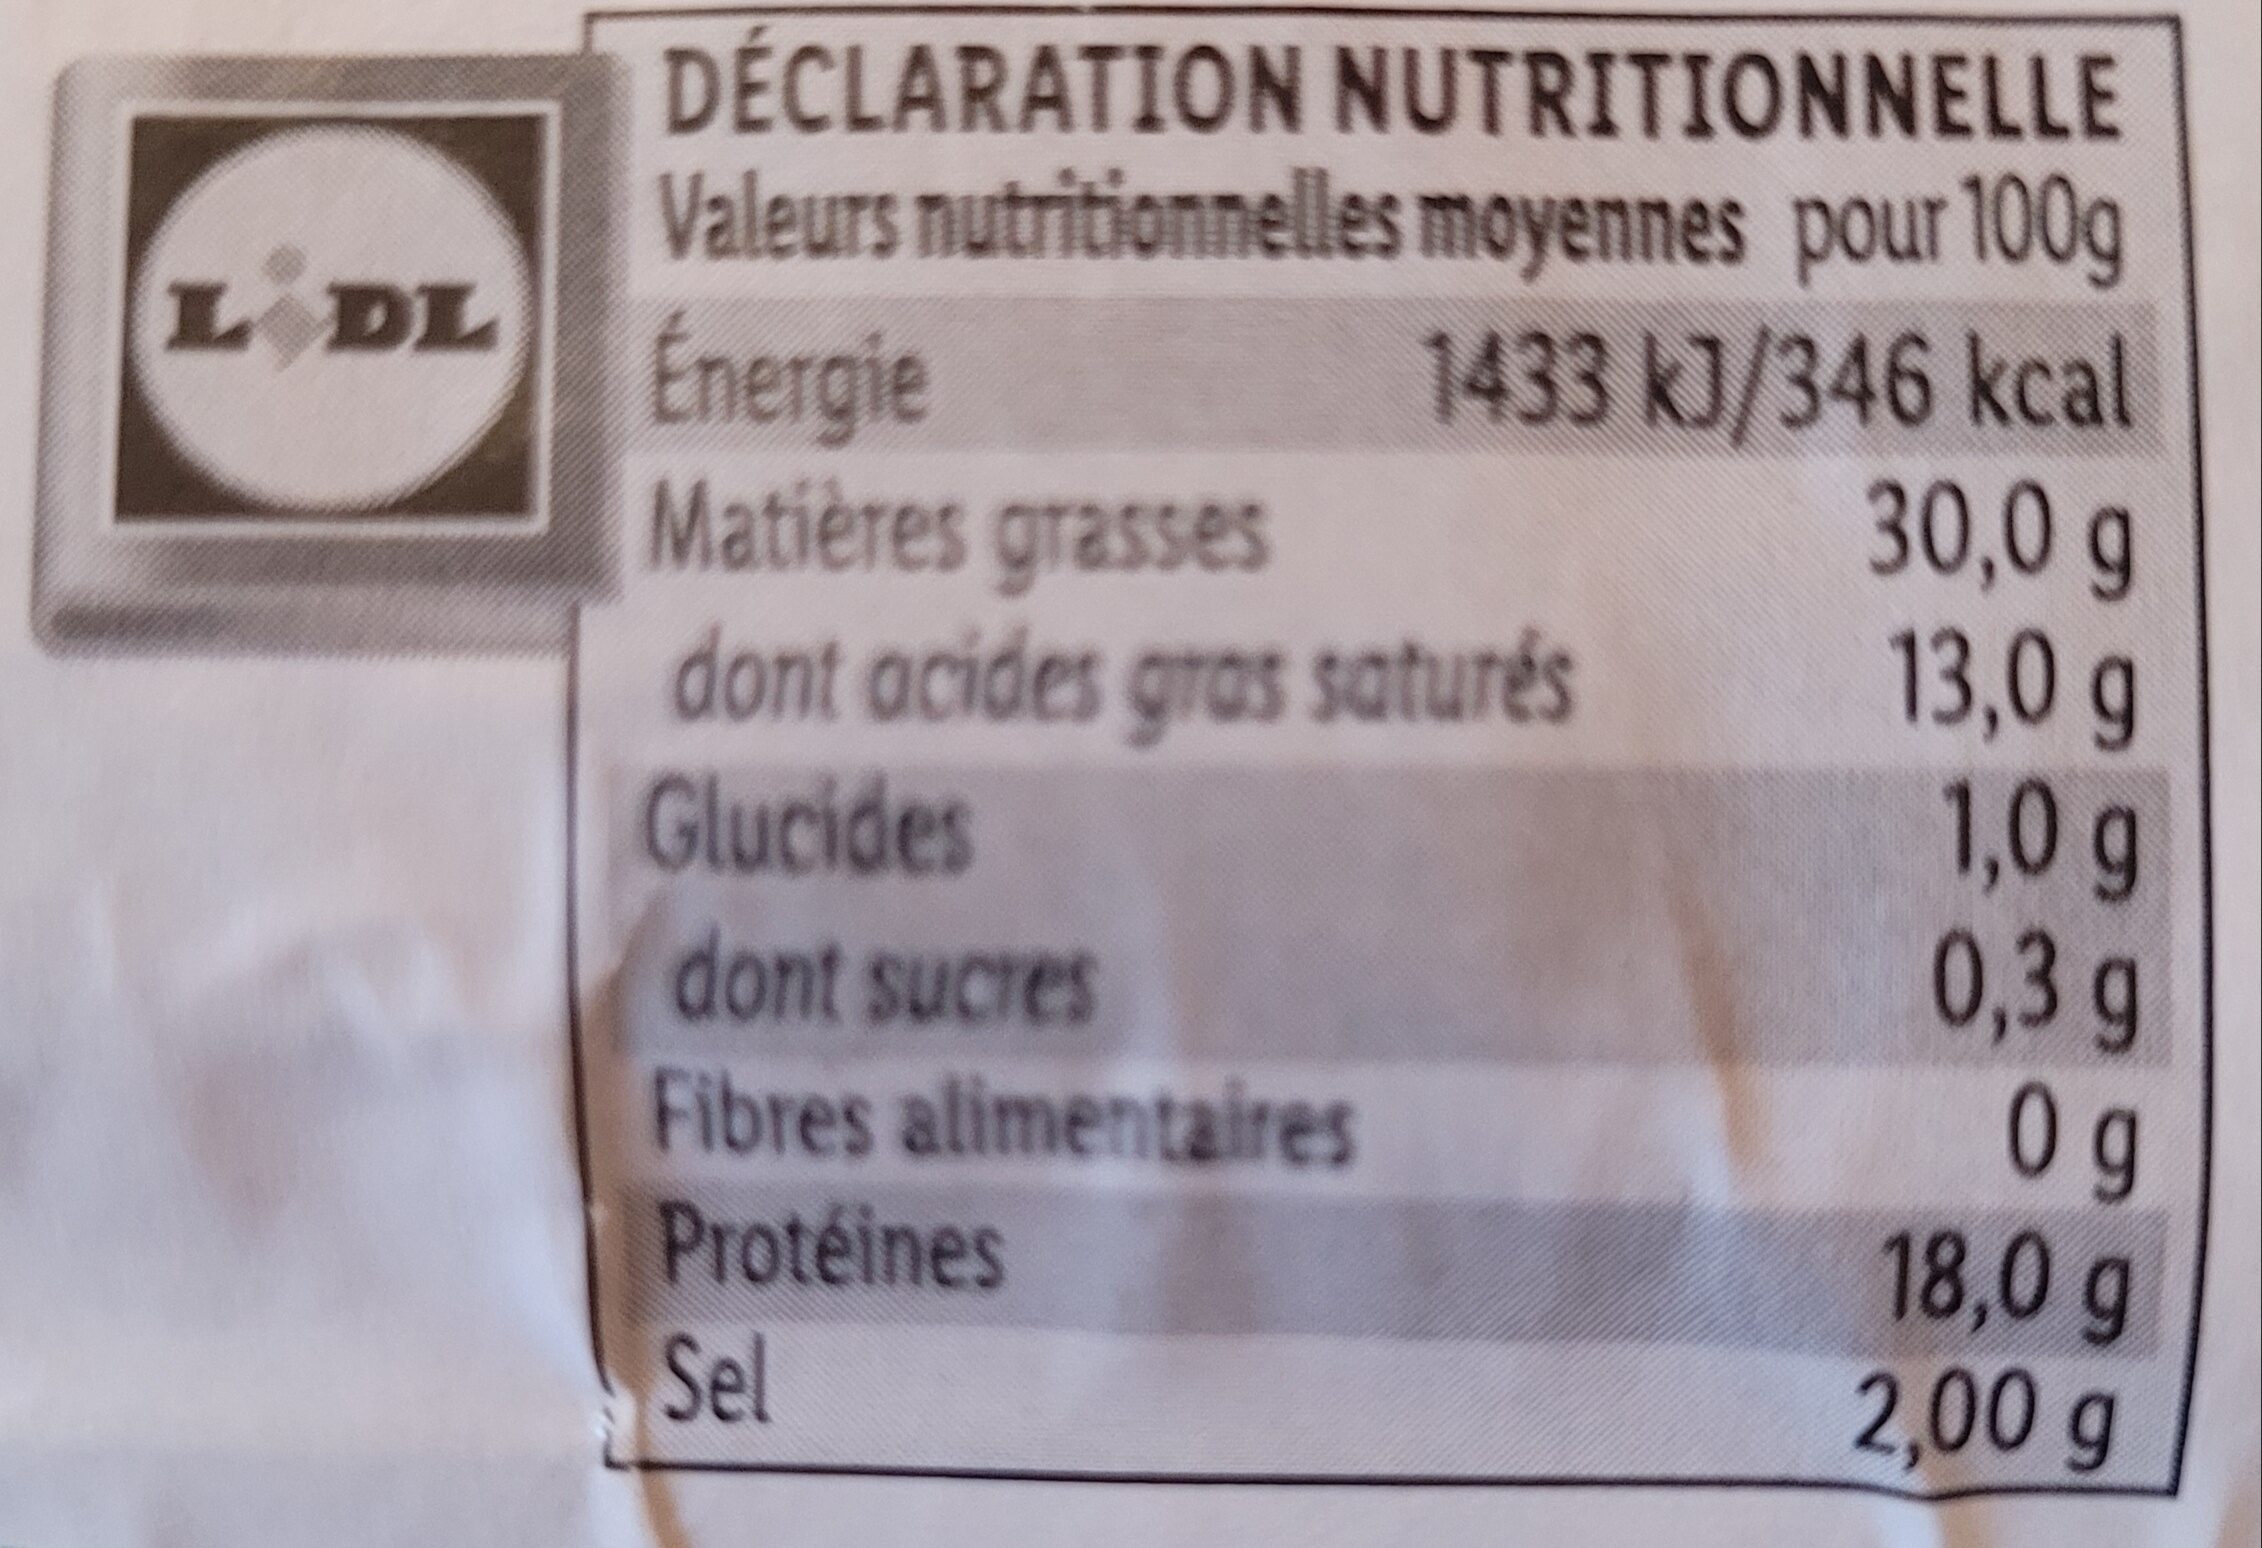 LIDL
DÉCLARATION NUTRITIONNELLE
Valeurs nutritionnelles moyennes pour 100g
Énergie 1433 kJ/346 kcal
Matières grasses 30,0 g
dont acides gras saturés 13,0 g
Glucides 1,0 g
dont sucres 0,3 g
Fibres alimentaires 0 g
Protéines 18,0 g
Sel 2,00 g